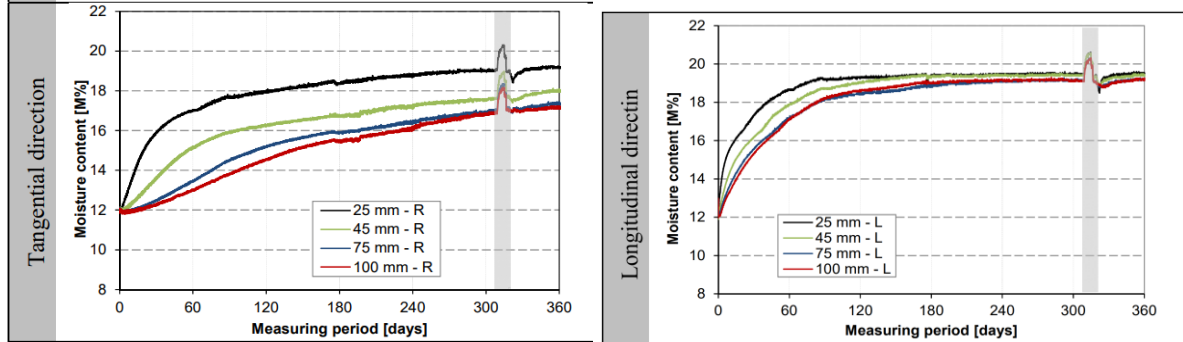 Tangential direction
Moisture content [M%]
22
20
18
16
14
12
10
8
25 mm - R
45 mm - R
75 mm - R
100 mm - R
0 60 120 180 240 300 360
Measuring period [days]
Longitudinal directin
Moisture content [M%]
22
20
18
16
14
12
10
8
25 mm - L
45 mm - L
75 mm - L
100 mm - L
0 60 120 180 240 300 360
Measuring period [days]